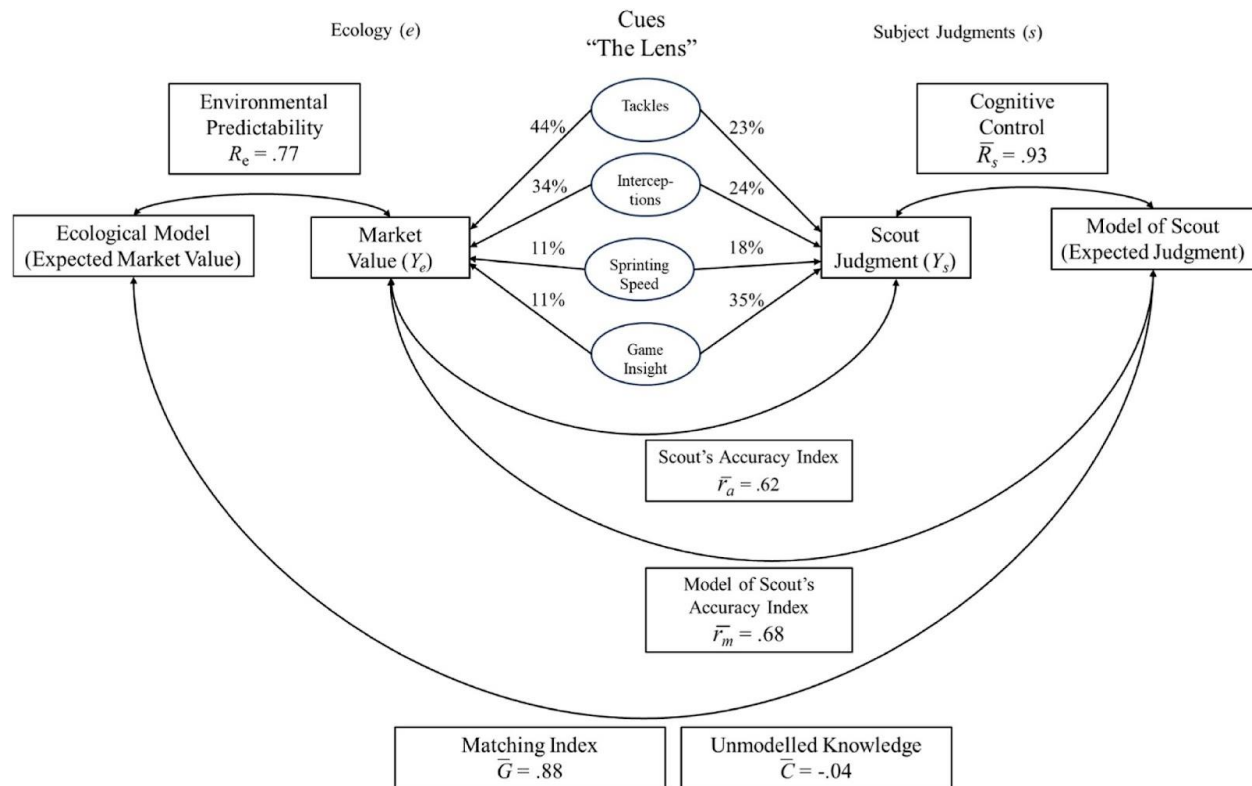 Ecology (e)
Cues
“The Lens”
Subject Judgments (s)
Environmental
Predictability
Re = .77
Tackles
44%
23%
Cognitive
Control
R̅s = .93
34%
Intercep-
tions
24%
Ecological Model
(Expected Market Value)
Market
Value (Ye)
11%
Sprinting
Speed
18%
Scout
Judgment (Ys)
Model of Scout
(Expected Judgment)
11%
35%
Game
Insight
Scout’s Accuracy Index
r̅a = .62
Model of Scout’s
Accuracy Index
r̅m = .68
Matching Index
G̅ = .88
Unmodelled Knowledge
C̅ = -.04